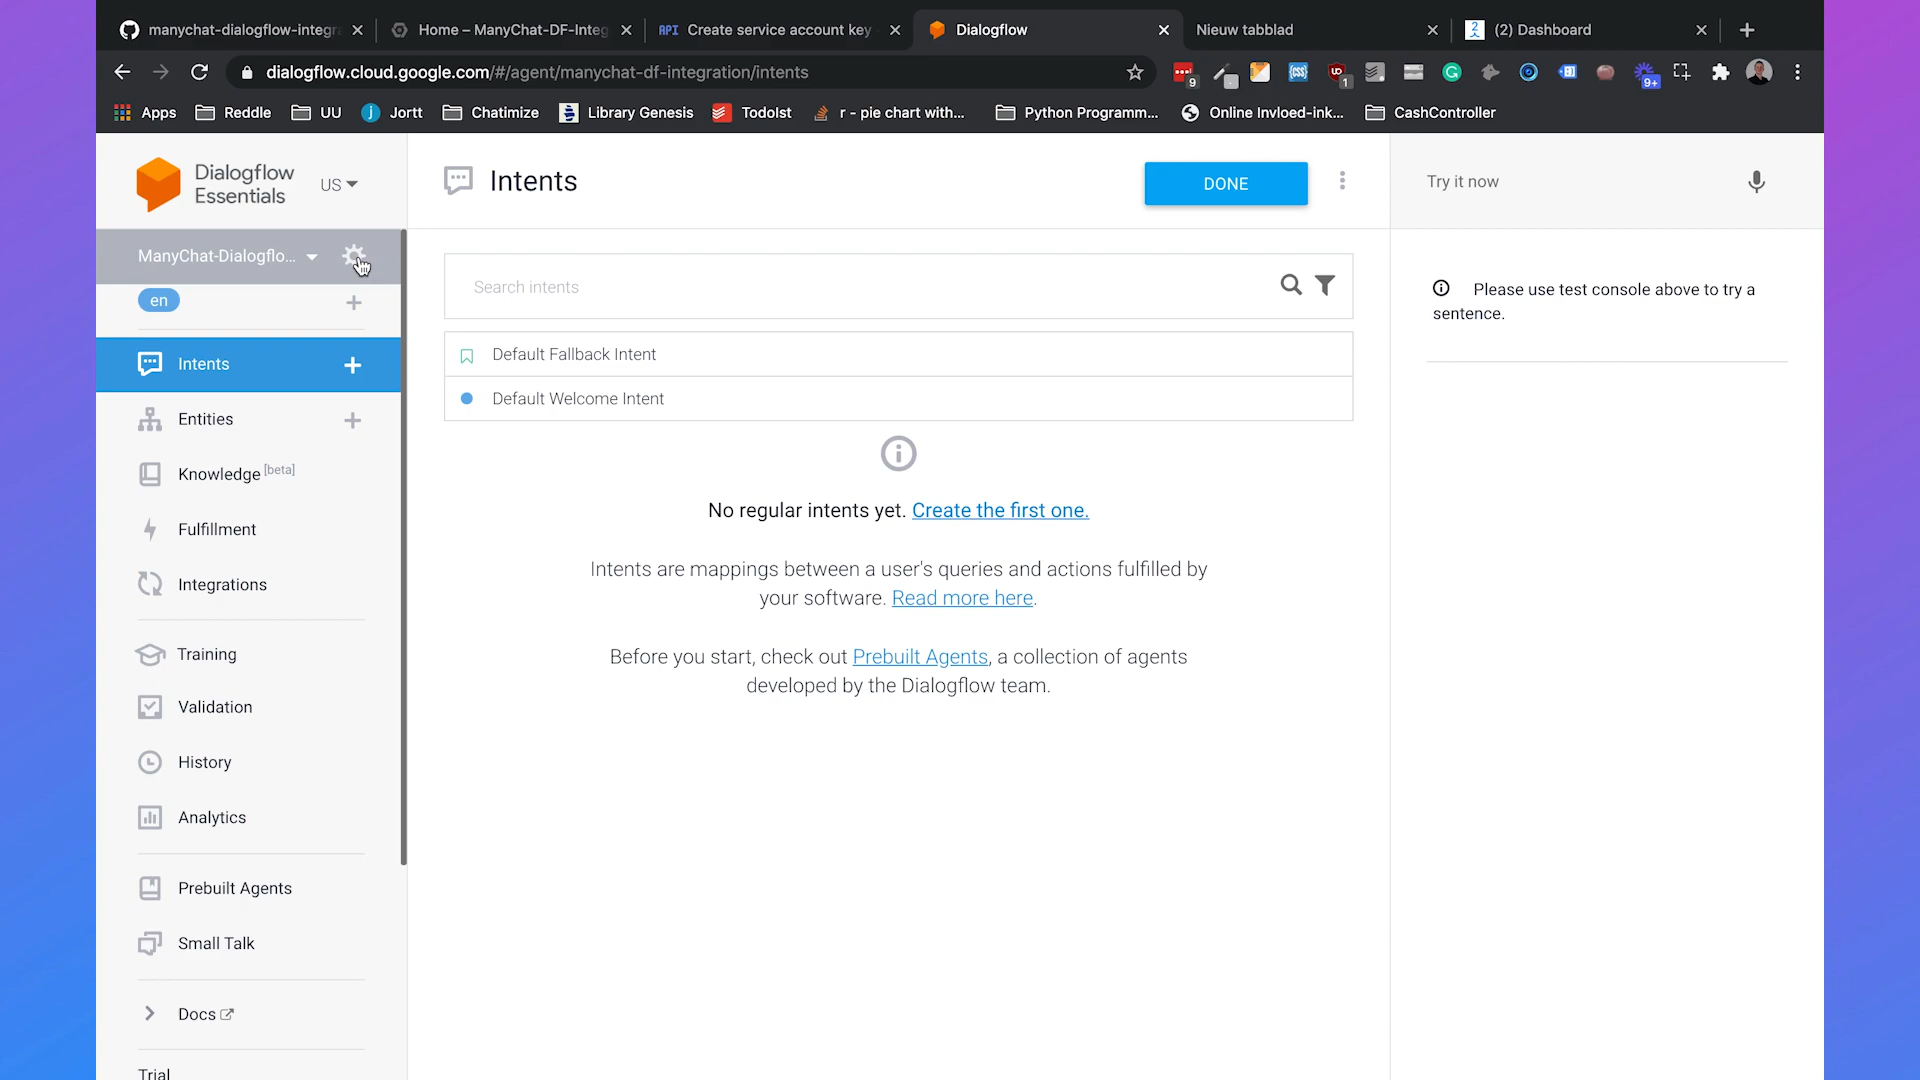 manychat-dialogflow-integra
Home – ManyChat-DF-Integ
API Create service account key
Dialogflow
Nieuw tabblad
(2) Dashboard
dialogflow.cloud.google.com/#/agent/manychat-df-integration/intents
9
1
9+
Apps
Reddle
UU
Jortt
Chatimize
Library Genesis
TodoIst
r - pie chart with...
Python Programm...
Online Invloed-ink...
CashController
Dialogflow
Essentials
US
Intents
DONE
Try it now
ManyChat-Dialogflo...
en
Search intents
Please use test console above to try a
sentence.
Default Fallback Intent
Default Welcome Intent
Intents
Entities
Knowledge [beta]
Fulfillment
Integrations
Training
Validation
History
Analytics
Prebuilt Agents
Small Talk
Docs
Trial
No regular intents yet. Create the first one.
Intents are mappings between a user's queries and actions fulfilled by
your software. Read more here.
Before you start, check out Prebuilt Agents, a collection of agents
developed by the Dialogflow team.